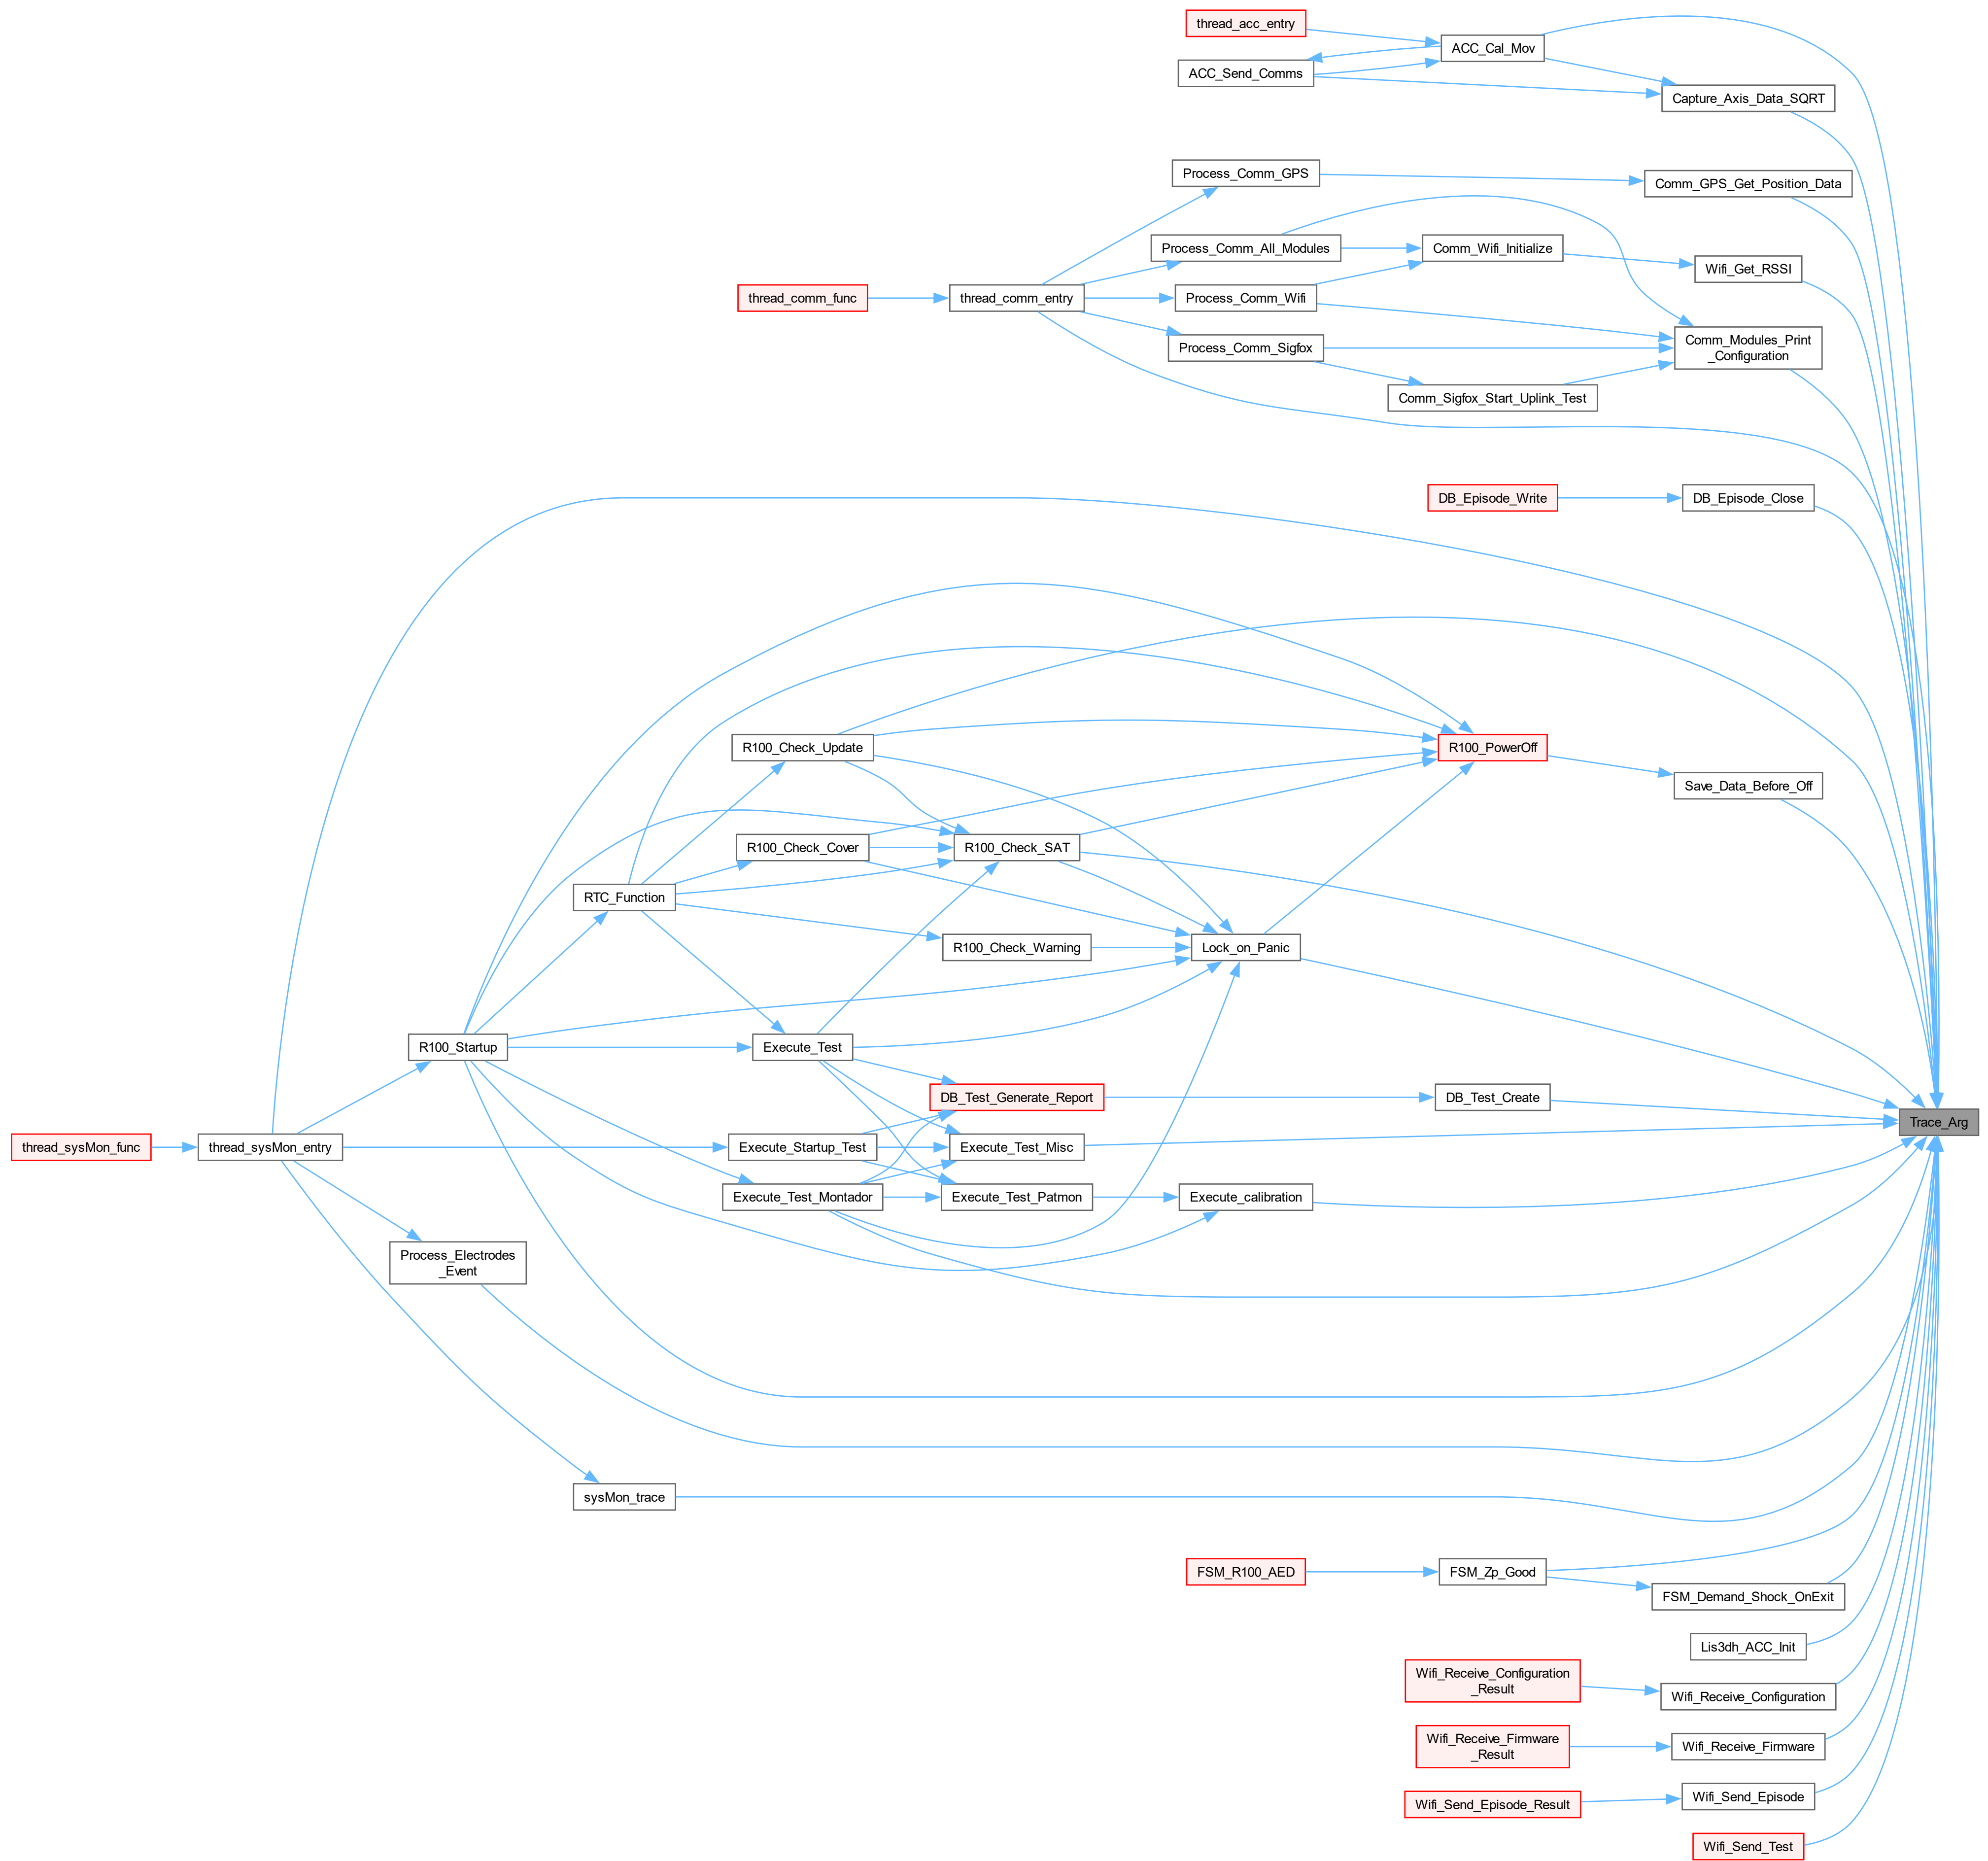 thread_acc_entry
ACC_Cal_Mov
ACC_Send_Comms
Capture_Axis_Data_SQRT
Process_Comm_GPS
Comm_GPS_Get_Position_Data
Process_Comm_All_Modules
Comm_Wifi_Initialize
Wifi_Get_RSSI
thread_comm_func
thread_comm_entry
Process_Comm_Wifi
Process_Comm_Sigfox
Comm_Modules_Print
_Configuration
Comm_Sigfox_Start_Uplink_Test
DB_Episode_Write
DB_Episode_Close
R100_Check_Update
R100_PowerOff
Save_Data_Before_Off
R100_Check_Cover
R100_Check_SAT
RTC_Function
R100_Check_Warning
Lock_on_Panic
R100_Startup
Execute_Test
DB_Test_Generate_Report
DB_Test_Create
Trace_Arg
thread_sysMon_func
thread_sysMon_entry
Execute_Startup_Test
Execute_Test_Misc
Execute_Test_Montador
Execute_Test_Patmon
Execute_calibration
Process_Electrodes
_Event
sysMon_trace
FSM_R100_AED
FSM_Zp_Good
FSM_Demand_Shock_OnExit
Lis3dh_ACC_Init
Wifi_Receive_Configuration
_Result
Wifi_Receive_Configuration
Wifi_Receive_Firmware
_Result
Wifi_Receive_Firmware
Wifi_Send_Episode_Result
Wifi_Send_Episode
Wifi_Send_Test